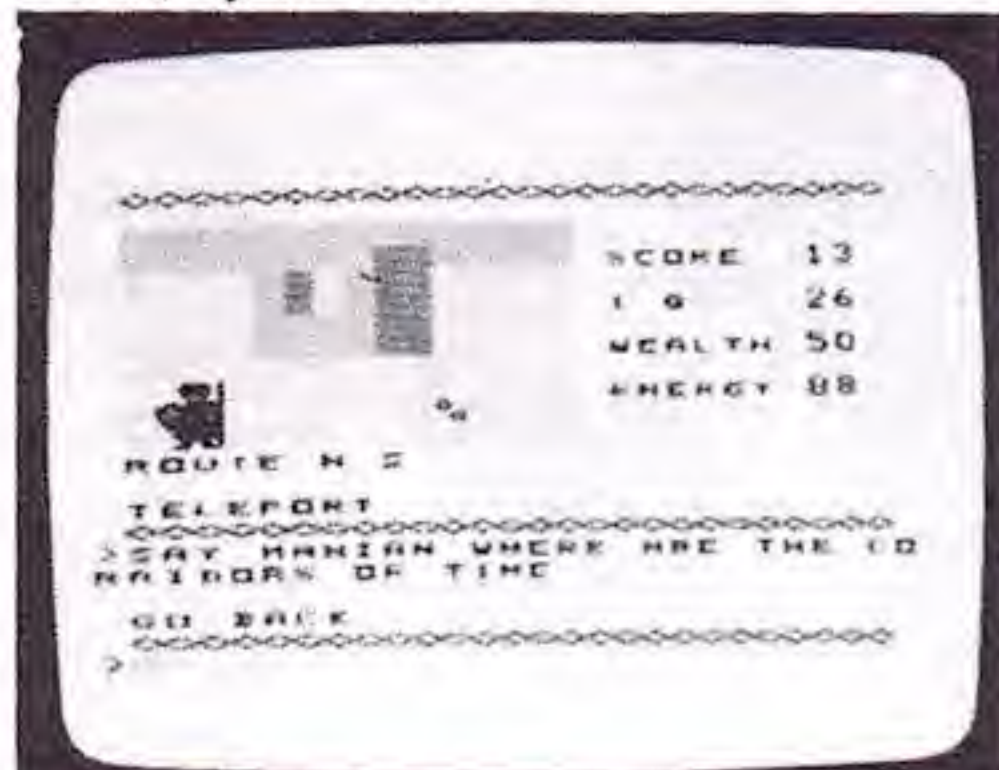 SCORE 13
I Q 26
WEALTH 50
ENERGY 88
ROUTE N S
TELEPORT
>SAY WHERE ARE THE CO
RRIDORS OF TIME
GO BACK
>